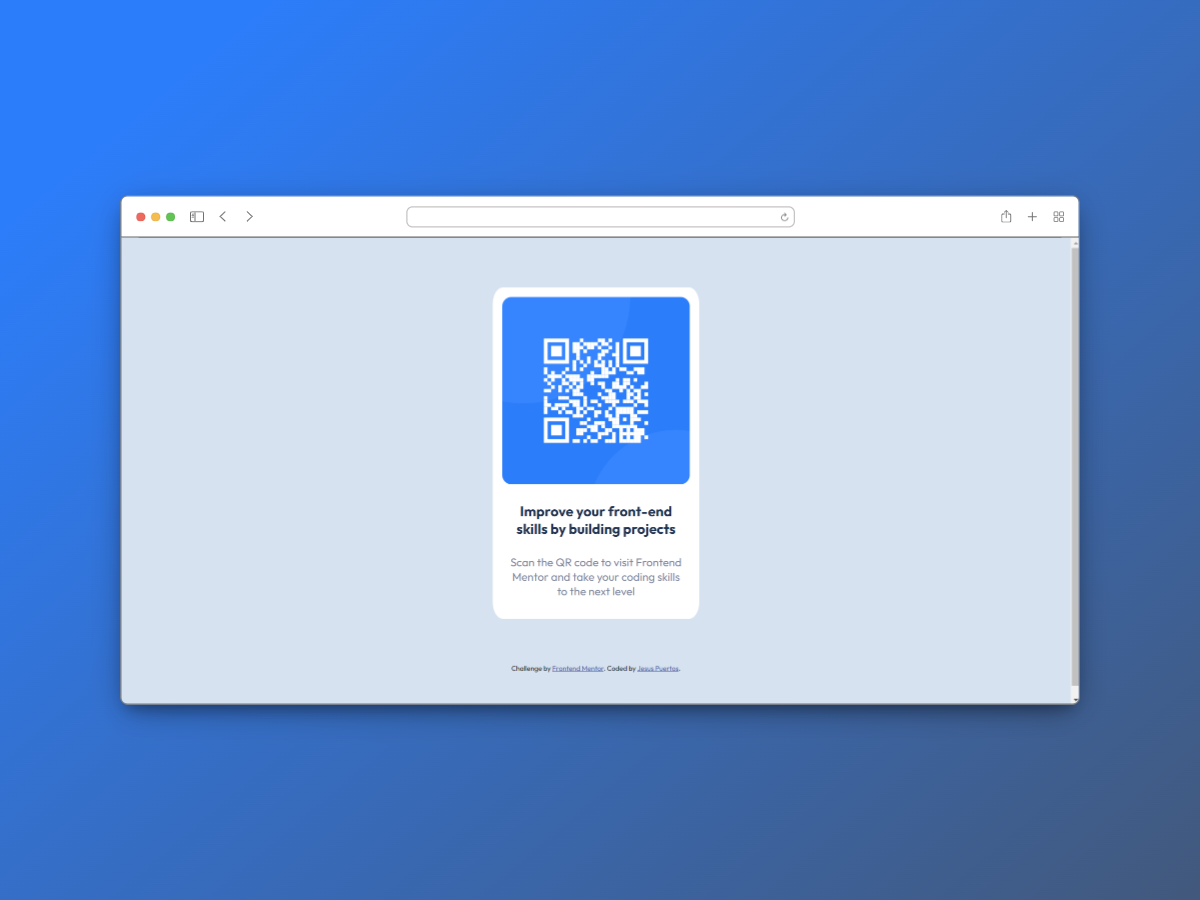 Improve your front-end
skills by building projects
Scan the QR code to visit Frontend
Mentor and take your coding skills
to the next level
Challenge by Frontend Mentor. Coded by Jesus Puertas.